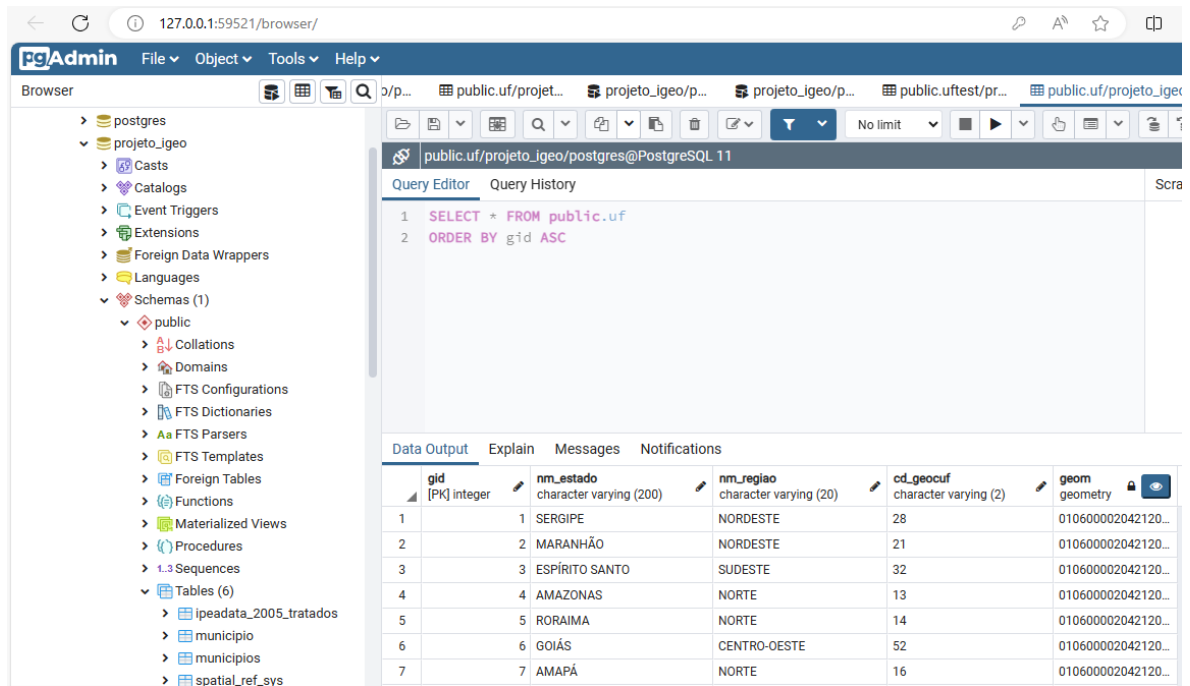 127.0.0.1:59521/browser/
pgAdmin File Object Tools Help
Browser
public.uf/projet... projeto_igeo/p... projeto_igeo/p... public.uftest/pr... public.uf/projeto_igeo
No limit
public.uf/projeto_igeo/postgres@PostgreSQL 11
Query Editor Query History
Scra
1 SELECT * FROM public.uf
2 ORDER BY gid ASC
postgres
projeto_igeo
Casts
Catalogs
Event Triggers
Extensions
Foreign Data Wrappers
Languages
Schemas (1)
public
Collations
Domains
FTS Configurations
FTS Dictionaries
Aa FTS Parsers
FTS Templates
Foreign Tables
Functions
Materialized Views
Procedures
1..3 Sequences
Tables (6)
ipeadata_2005_tratados
municipio
municipios
spatial_ref_sys
Data Output Explain Messages Notifications
gid nm_estado nm_regiao cd_geocuf geom
[PK] integer character varying (200) character varying (20) character varying (2) geometry
1 1 SERGIPE NORDESTE 28 010600002042120...
2 2 MARANHÃO NORDESTE 21 010600002042120...
3 3 ESPÍRITO SANTO SUDESTE 32 010600002042120...
4 4 AMAZONAS NORTE 13 010600002042120...
5 5 RORAIMA NORTE 14 010600002042120...
6 6 GOIÁS CENTRO-OESTE 52 010600002042120...
7 7 AMAPÁ NORTE 16 010600002042120...